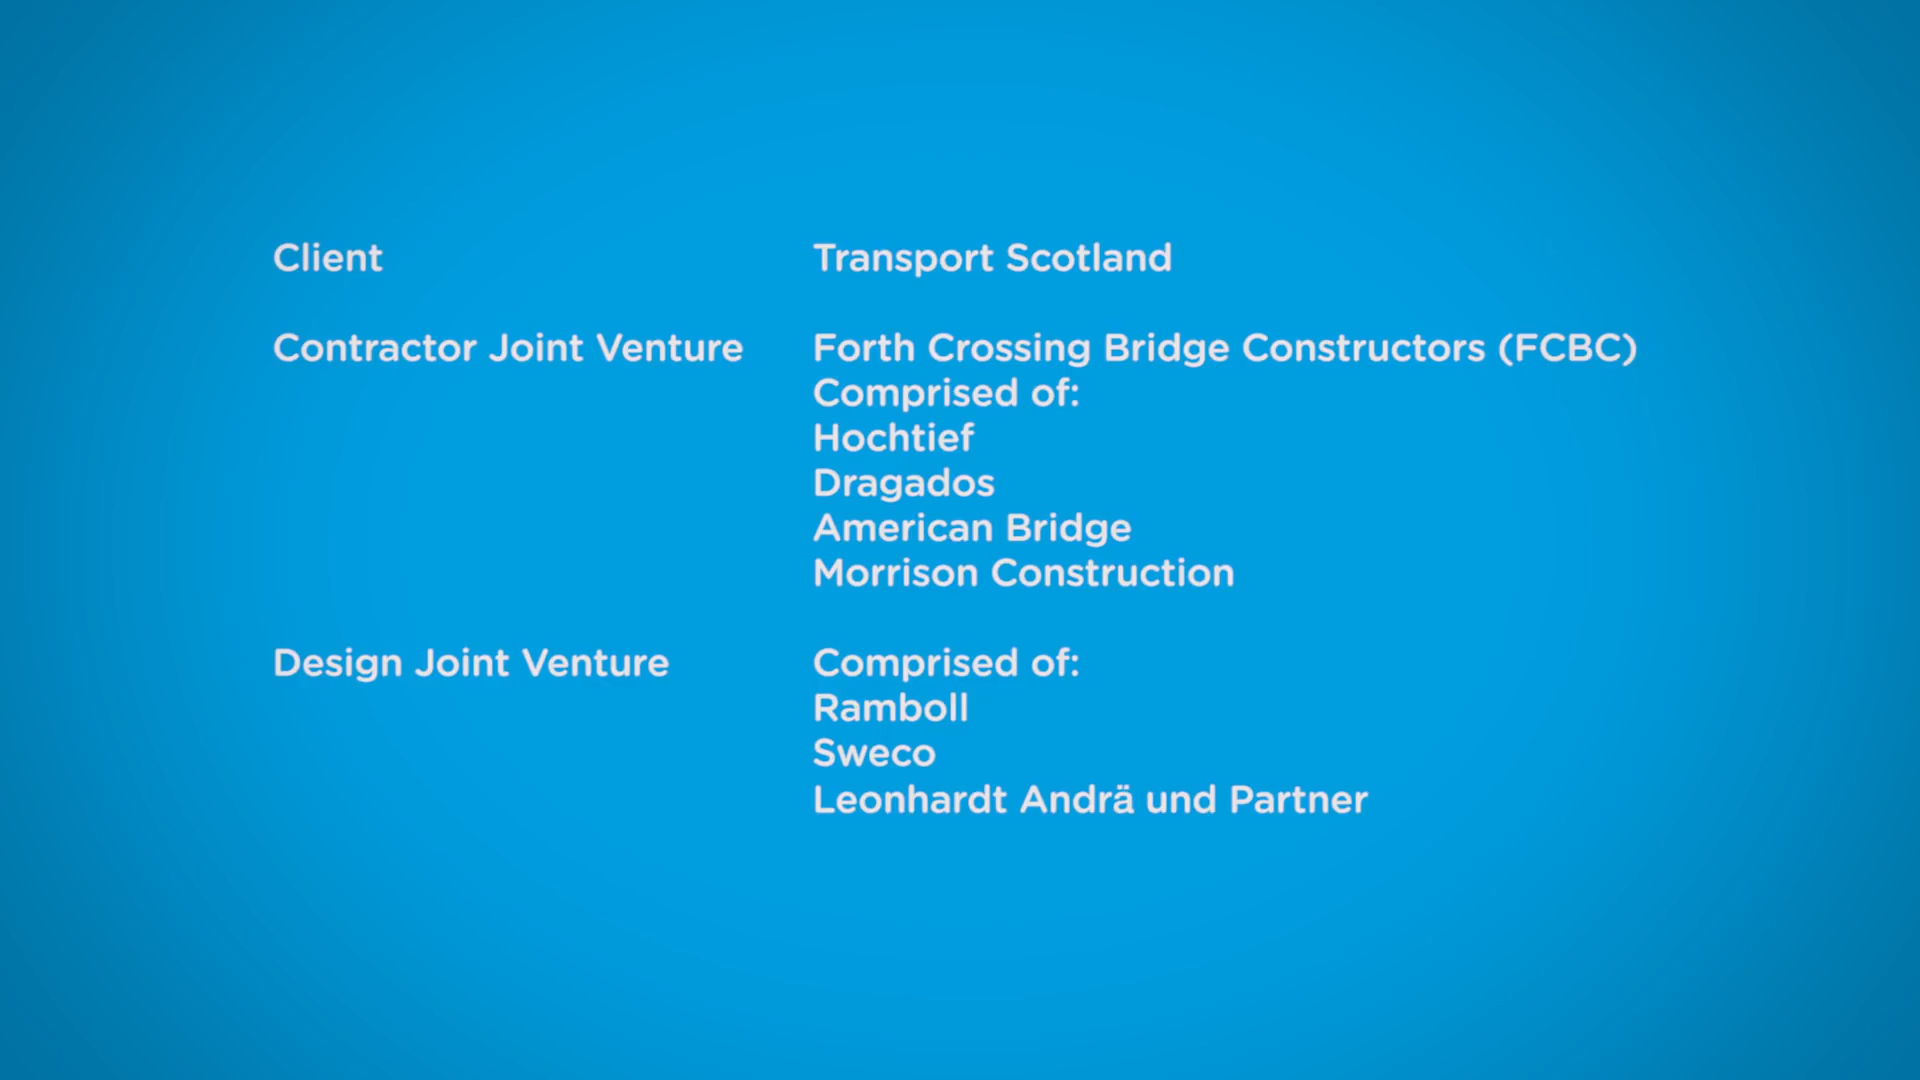 Client Transport Scotland
Contractor Joint Venture Forth Crossing Bridge Constructors (FCBC)
Comprised of:
Hochtief
Dragados
American Bridge
Morrison Construction
Design Joint Venture Comprised of:
Ramboll
Sweco
Leonhardt Andrä und Partner